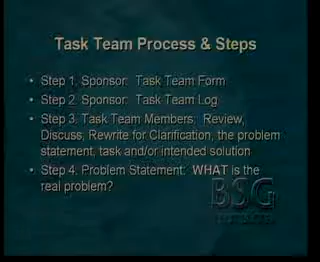 Task Team Process & Steps
• Step 1. Sponsor: Task Team Form
• Step 2. Sponsor: Task Team Log
• Step 3. Task Team Members: Review,
Discuss, Rewrite for Clarification, the problem
statement, task and/or intended solution
• Step 4. Problem Statement: WHAT is the
real problem?
BSG